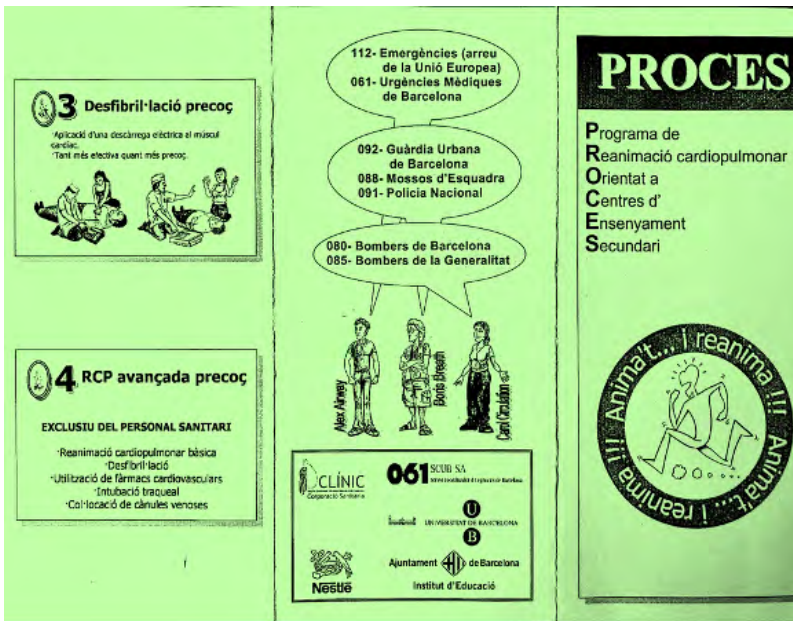 3 Desfibril·lació precoç
·Aplicació d'una descàrrega elèctrica al múscul
cardíac.
·Tant més efectiva quant més precoç.
4 RCP avançada precoç
EXCLUSIU DEL PERSONAL SANITARI
·Reanimació cardiopulmonar bàsica
·Desfibril·lació
·Utilització de fàrmacs cardiovasculars
·Intubació traqueal
·Col·locació de cànules venoses
112- Emergències (arreu
de la Unió Europea)
061- Urgències Mèdiques
de Barcelona
092- Guàrdia Urbana
de Barcelona
088- Mossos d'Esquadra
091- Policia Nacional
080- Bombers de Barcelona
085- Bombers de la Generalitat
Alex Airway
Boris Breath
Carol Circulation
CLÍNIC
Corporació Sanitària
061 SCUB SA
U
UNIVERSITAT DE BARCELONA
B
Nestlé
Ajuntament de Barcelona
Institut d'Educació
PROCES
Programa de
Reanimació cardiopulmonar
Orientat a
Centres d'
Ensenyament
Secundari
Anima't... i reanima !!! Anima't... i reanima !!!